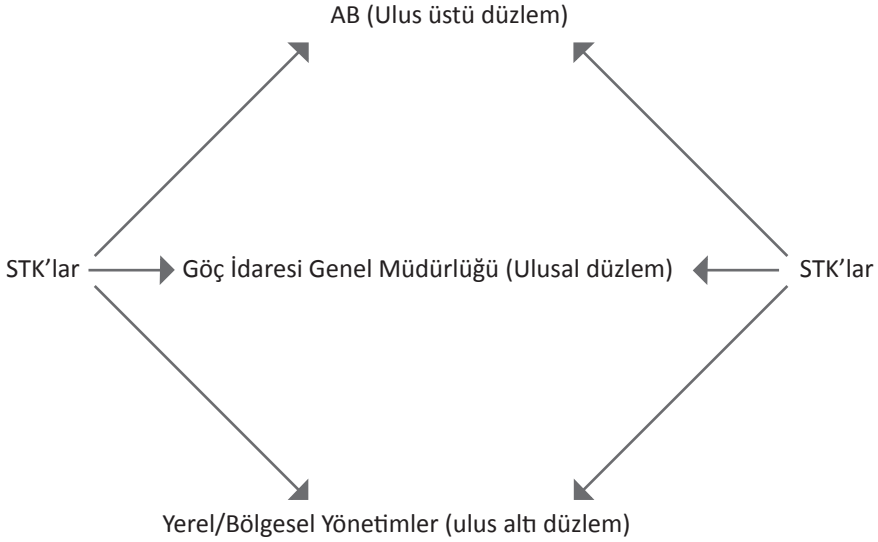 AB (Ulus üstü düzlem)
STK’lar
Göç İdaresi Genel Müdürlüğü (Ulusal düzlem)
STK’lar
Yerel/Bölgesel Yönetimler (ulus altı düzlem)